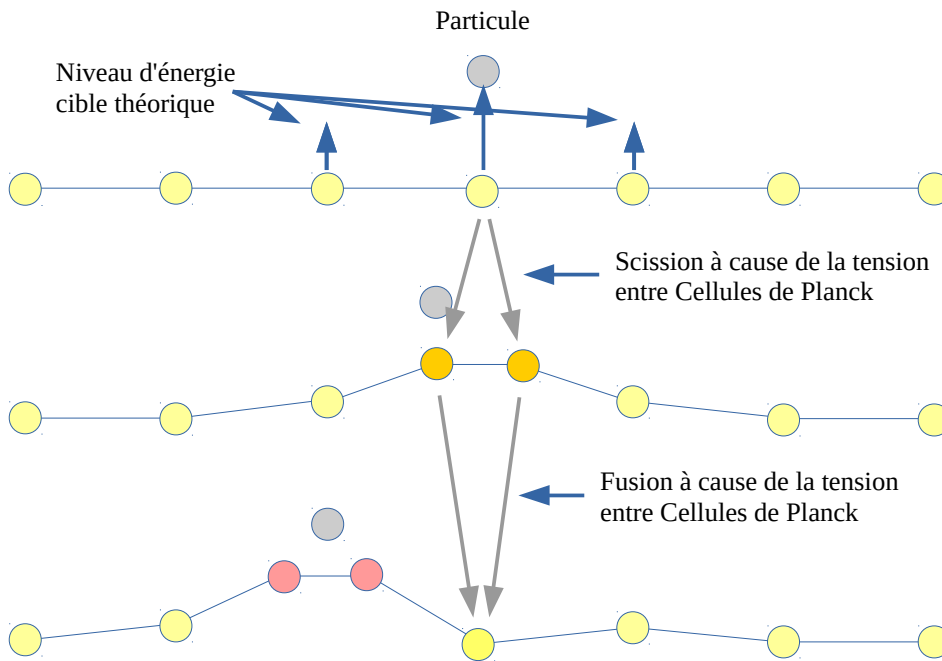 Particule
Niveau d'énergie
cible théorique
Scission à cause de la tension
entre Cellules de Planck
Fusion à cause de la tension
entre Cellules de Planck